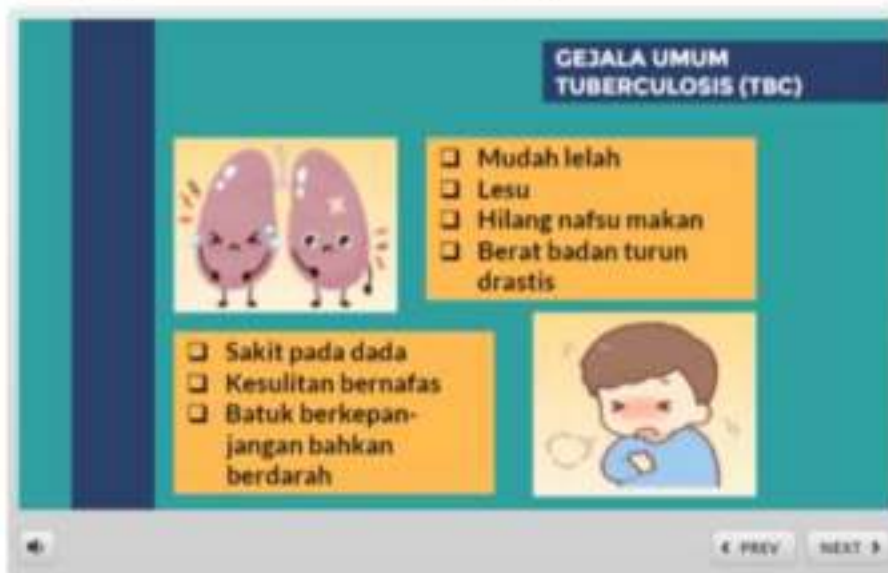 GEJALA UMUM
TUBERCULOSIS (TBC)
❑ Mudah lelah
❑ Lesu
❑ Hilang nafsu makan
❑ Berat badan turun
drastis
❑ Sakit pada dada
❑ Kesulitan bernafas
❑ Batuk berkepan-
jangan bahkan
berdarah
PREV
NEXT